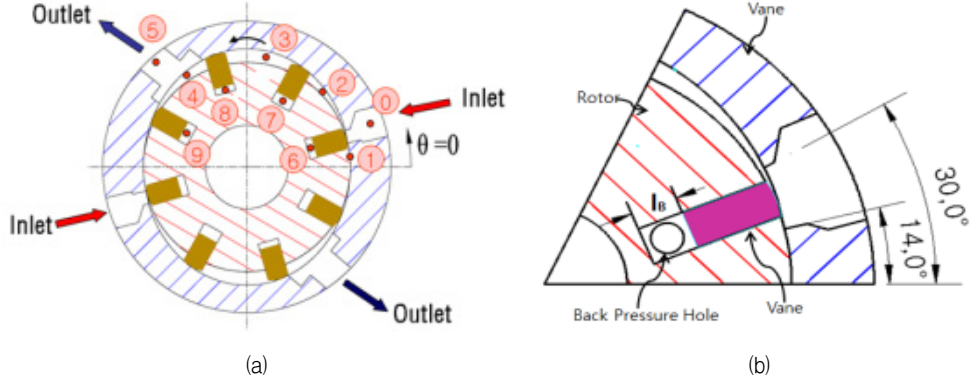 Outlet
5
3
2
0
Inlet
4
8
7
θ=0
9
6
1
Inlet
Outlet
(a)
Vane
Rotor
l_B
30,0°
14,0°
Back Pressure Hole
Vane
(b)